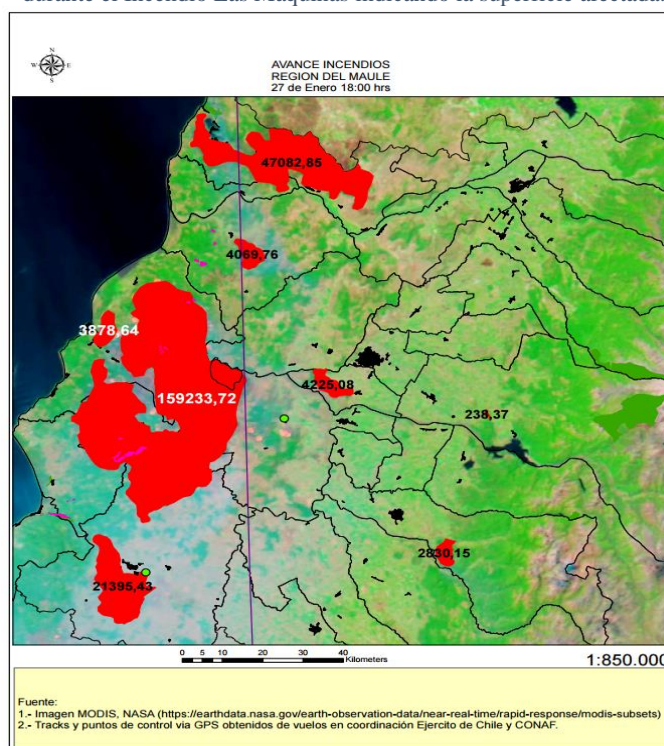 durante el Incendio Las Máquinas indicando la superficie afectada
N
W E
S
AVANCE INCENDIOS
REGION DEL MAULE
27 de Enero 18:00 hrs
47082,85
4069,76
3878,64
159233,72
4225,08
238,37
2830,15
21395,43
0 5 10 20 30 40
Kilometers
1:850.000
Fuente:
1.- Imagen MODIS, NASA (https://earthdata.nasa.gov/earth-observation-data/near-real-time/rapid-response/modis-subsets)
2.- Tracks y puntos de control via GPS obtenidos de vuelos en coordinación Ejercito de Chile y CONAF.